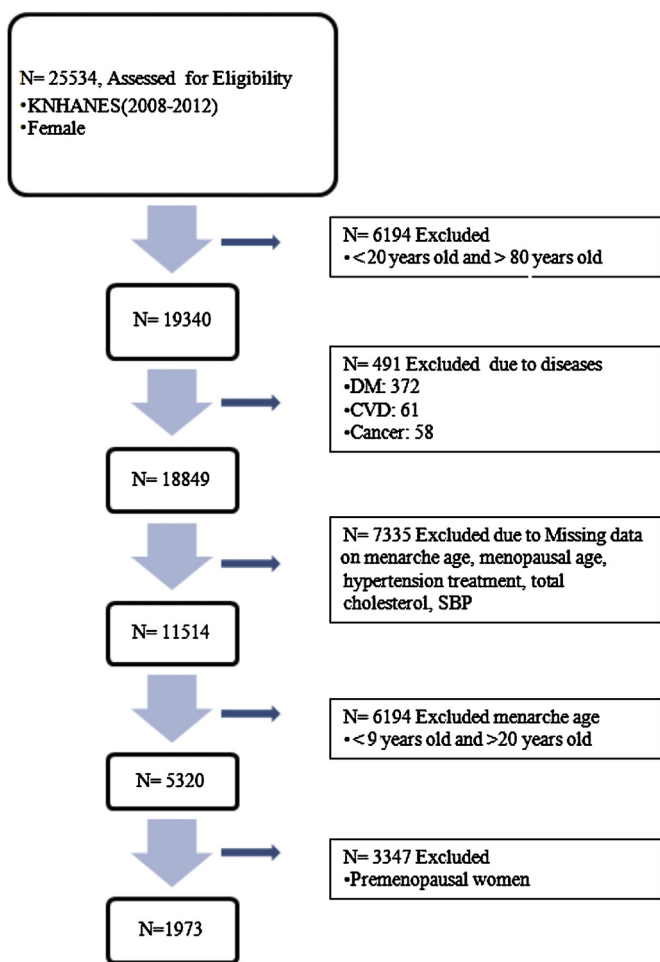 N= 25534, Assessed for Eligibility
•KNHANES(2008-2012)
•Female
N= 6194 Excluded
•<20 years old and > 80 years old
N= 19340
N= 491 Excluded due to diseases
•DM: 372
•CVD: 61
•Cancer: 58
N= 18849
N= 7335 Excluded due to Missing data
on menarche age, menopausal age,
hypertension treatment, total
cholesterol, SBP
N= 11514
N= 6194 Excluded menarche age
•<9 years old and >20 years old
N= 5320
N= 3347 Excluded
•Premenopausal women
N=1973